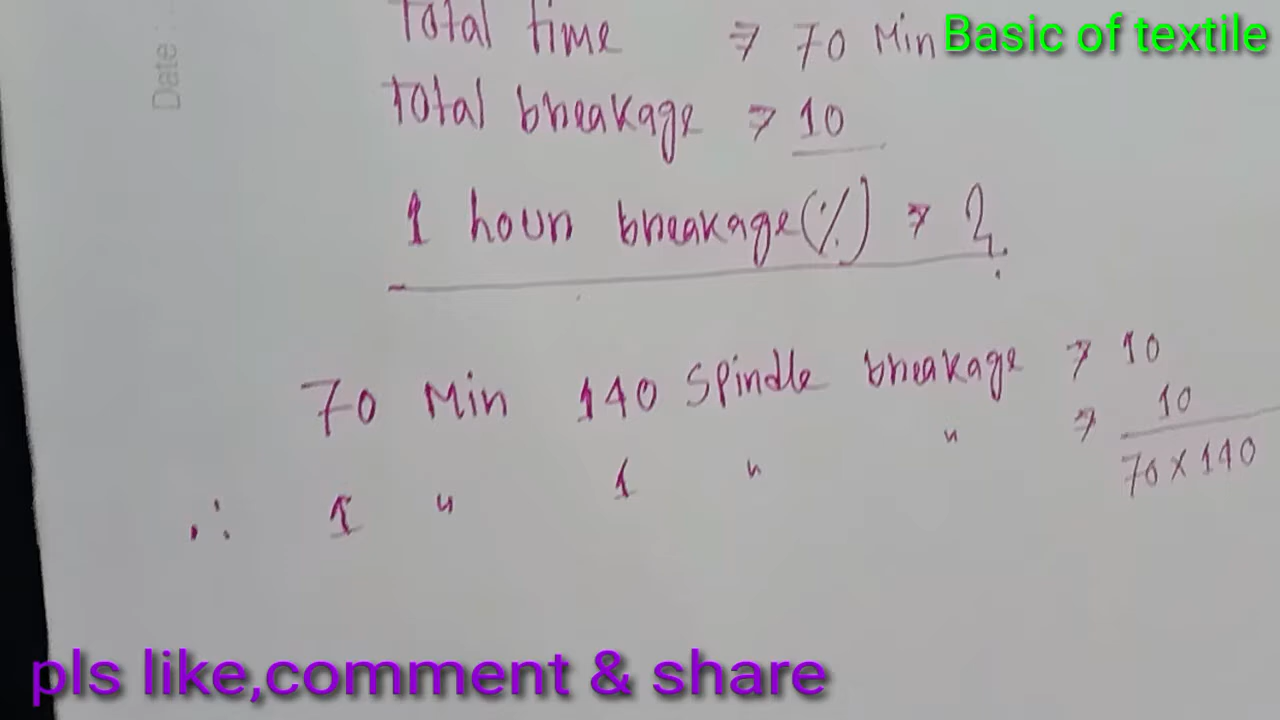 Date :
Total time ⇒ 70 Min
Basic of textile
Total breakage ⇒ 10
1 hour breakage(%) ⇒ ?
70 Min 140 Spindle breakage ⇒ 10
∴ 1 " 1 " " ⇒ 10 / 70 × 140
pls like,comment & share